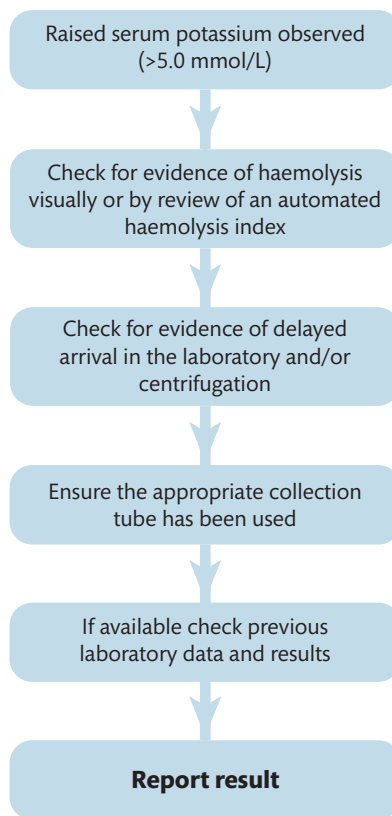 Raised serum potassium observed
(>5.0 mmol/L)
Check for evidence of haemolysis
visually or by review of an automated
haemolysis index
Check for evidence of delayed
arrival in the laboratory and/or
centrifugation
Ensure the appropriate collection
tube has been used
If available check previous
laboratory data and results
Report result